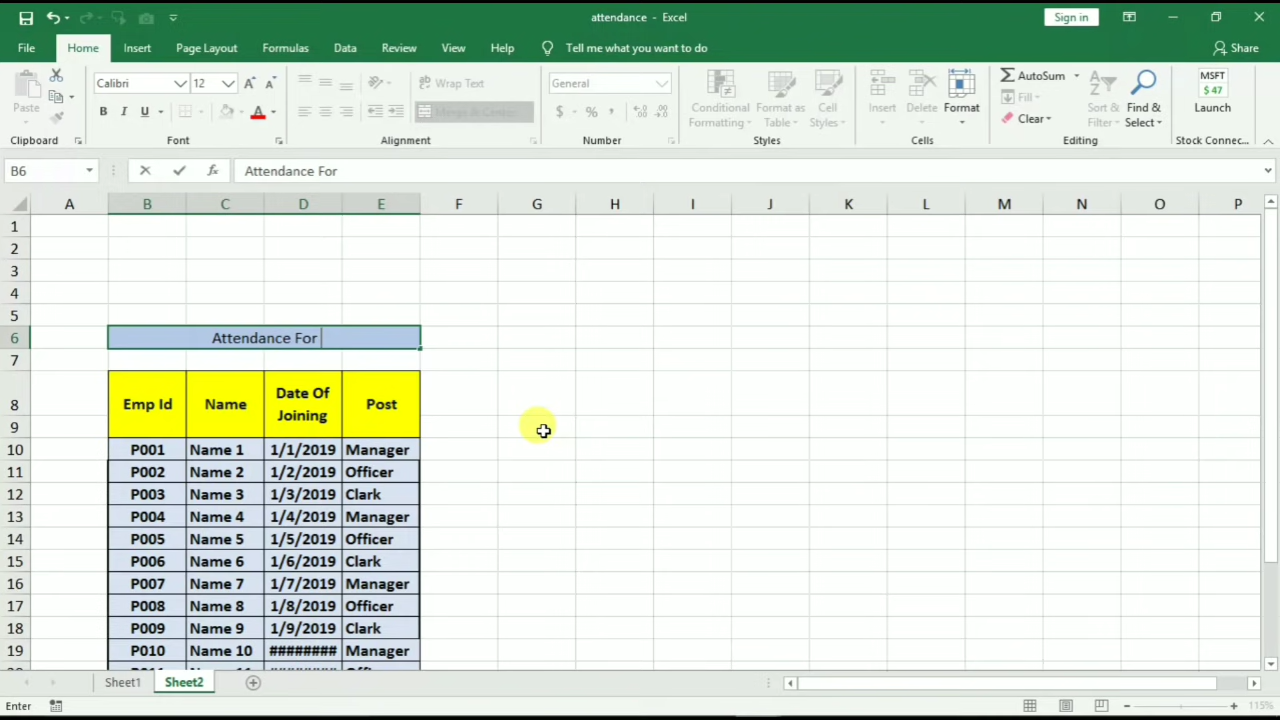 attendance - Excel
Sign in
File Home Insert Page Layout Formulas Data Review View Help Tell me what you want to do Share
Calibri 12 Wrap Text General AutoSum
Paste Merge & Center Conditional Formatting Format as Table Cell Styles Insert Delete Format Fill Clear Sort & Filter Find & Select MSFT $ 47 Launch
B I U A $ %
Clipboard Font Alignment Number Styles Cells Editing Stock Connec...
B6 fx Attendance For
A B C D E F G H I J K L M N O P
1
2
3
4
5
6 Attendance For
7
8 Emp Id Name Date Of Joining Post
9
10 P001 Name 1 1/1/2019 Manager
11 P002 Name 2 1/2/2019 Officer
12 P003 Name 3 1/3/2019 Clark
13 P004 Name 4 1/4/2019 Manager
14 P005 Name 5 1/5/2019 Officer
15 P006 Name 6 1/6/2019 Clark
16 P007 Name 7 1/7/2019 Manager
17 P008 Name 8 1/8/2019 Officer
18 P009 Name 9 1/9/2019 Clark
19 P010 Name 10 ######## Manager
Sheet1 Sheet2
Enter 115%